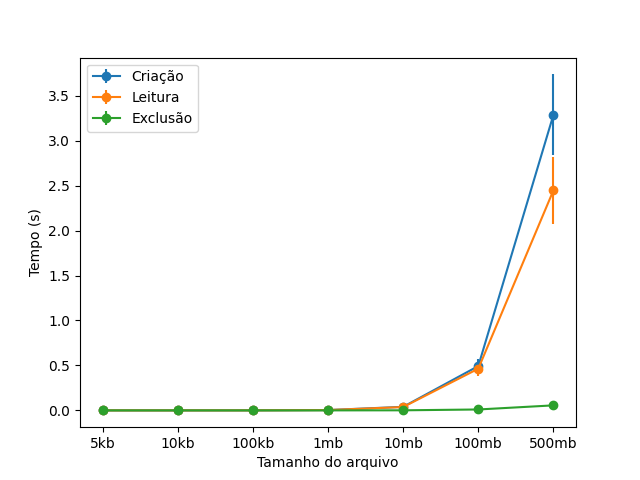 Criação
Leitura
Exclusão
3.5
3.0
2.5
2.0
1.5
1.0
0.5
0.0
Tempo (s)
5kb 10kb 100kb 1mb 10mb 100mb 500mb
Tamanho do arquivo